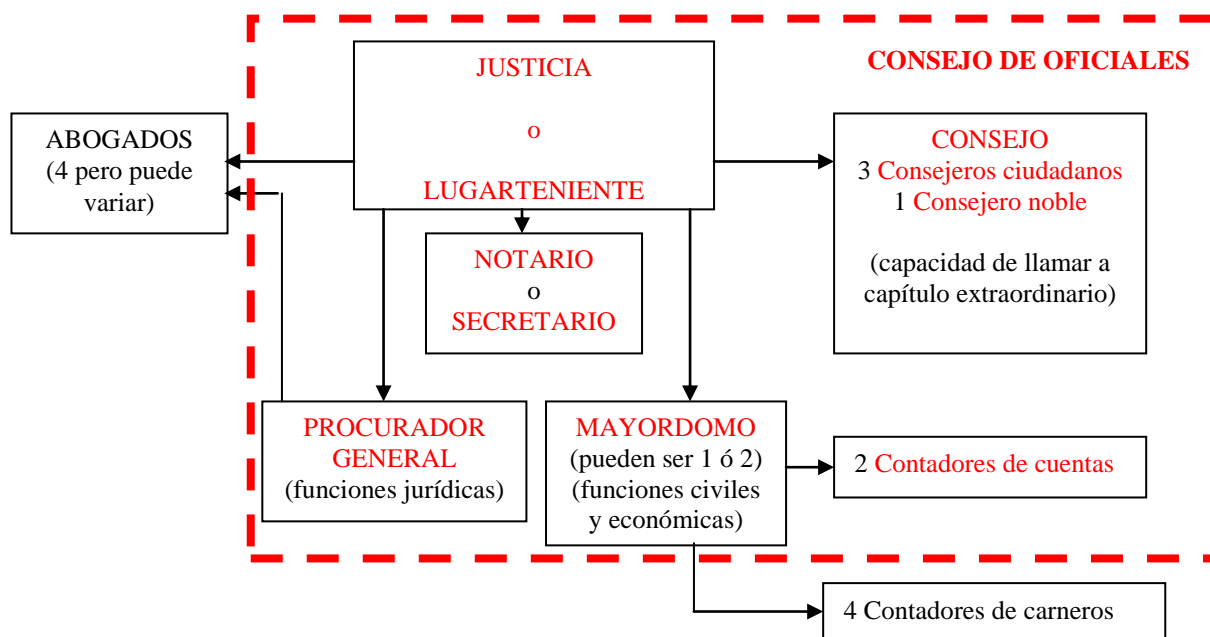 CONSEJO DE OFICIALES
JUSTICIA
o
LUGARTENIENTE
ABOGADOS
(4 pero puede
variar)
CONSEJO
3 Consejeros ciudadanos
1 Consejero noble
(capacidad de llamar a
capítulo extraordinario)
NOTARIO
o
SECRETARIO
PROCURADOR
GENERAL
(funciones jurídicas)
MAYORDOMO
(pueden ser 1 ó 2)
(funciones civiles
y económicas)
2 Contadores de cuentas
4 Contadores de carneros